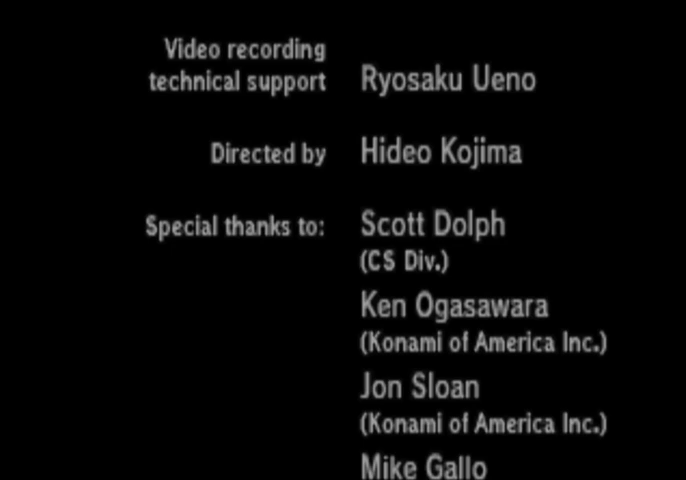 Video recording
technical support Ryosaku Ueno
Directed by Hideo Kojima
Special thanks to: Scott Dolph
(CS Div.)
Ken Ogasawara
(Konami of America Inc.)
Jon Sloan
(Konami of America Inc.)
Mike Gallo